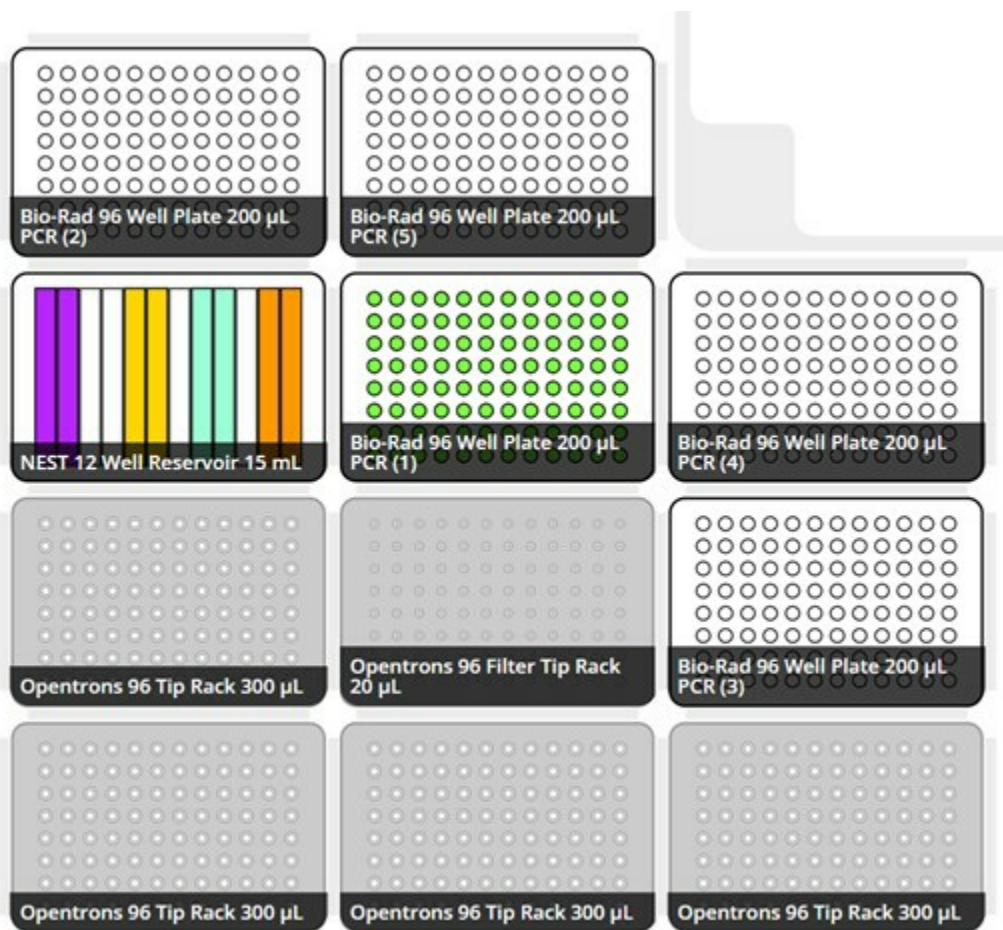 Bio-Rad 96 Well Plate 200 µL
PCR (2)
Bio-Rad 96 Well Plate 200 µL
PCR (5)
NEST 12 Well Reservoir 15 mL
Bio-Rad 96 Well Plate 200 µL
PCR (1)
Bio-Rad 96 Well Plate 200 µL
PCR (4)
Opentrons 96 Tip Rack 300 µL
Opentrons 96 Filter Tip Rack
20 µL
Bio-Rad 96 Well Plate 200 µL
PCR (3)
Opentrons 96 Tip Rack 300 µL
Opentrons 96 Tip Rack 300 µL
Opentrons 96 Tip Rack 300 µL